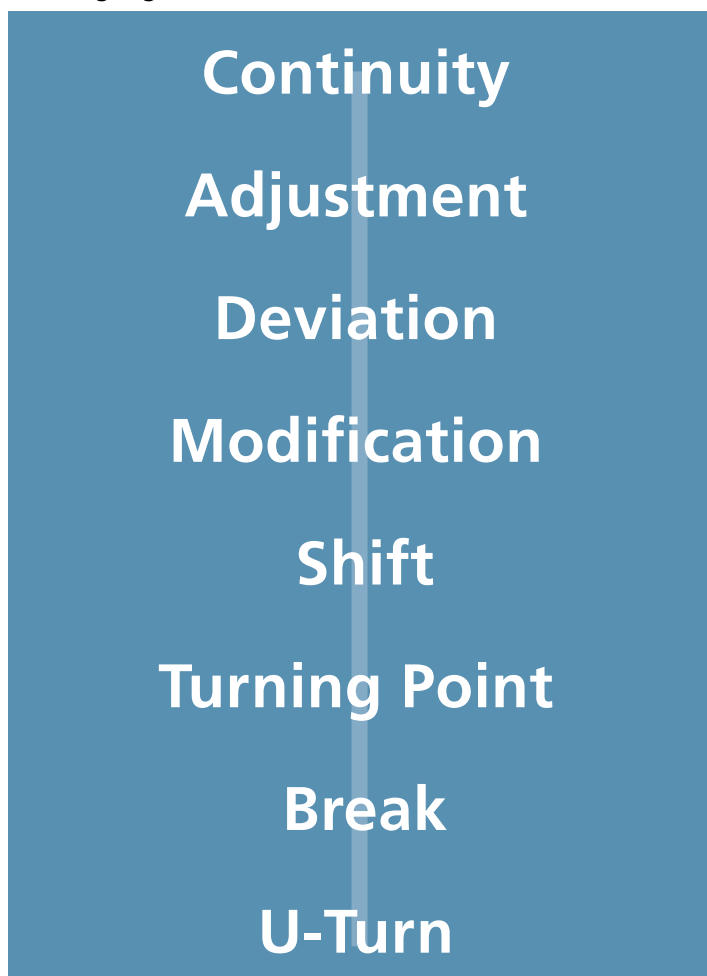 Continuity
Adjustment
Deviation
Modification
Shift
Turning Point
Break
U-Turn